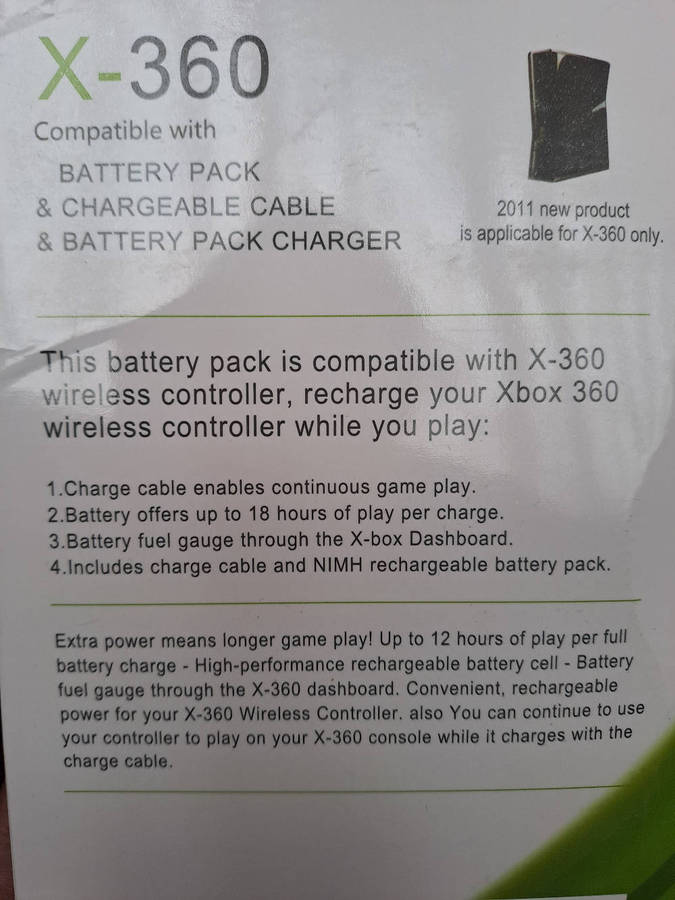 X-360
Compatible with
BATTERY PACK
& CHARGEABLE CABLE
& BATTERY PACK CHARGER
2011 new product
is applicable for X-360 only.
This battery pack is compatible with X-360
wireless controller, recharge your Xbox 360
wireless controller while you play:
1.Charge cable enables continuous game play.
2.Battery offers up to 18 hours of play per charge.
3.Battery fuel gauge through the X-box Dashboard.
4.Includes charge cable and NIMH rechargeable battery pack.
Extra power means longer game play! Up to 12 hours of play per full
battery charge - High-performance rechargeable battery cell - Battery
fuel gauge through the X-360 dashboard. Convenient, rechargeable
power for your X-360 Wireless Controller. also You can continue to use
your controller to play on your X-360 console while it charges with the
charge cable.